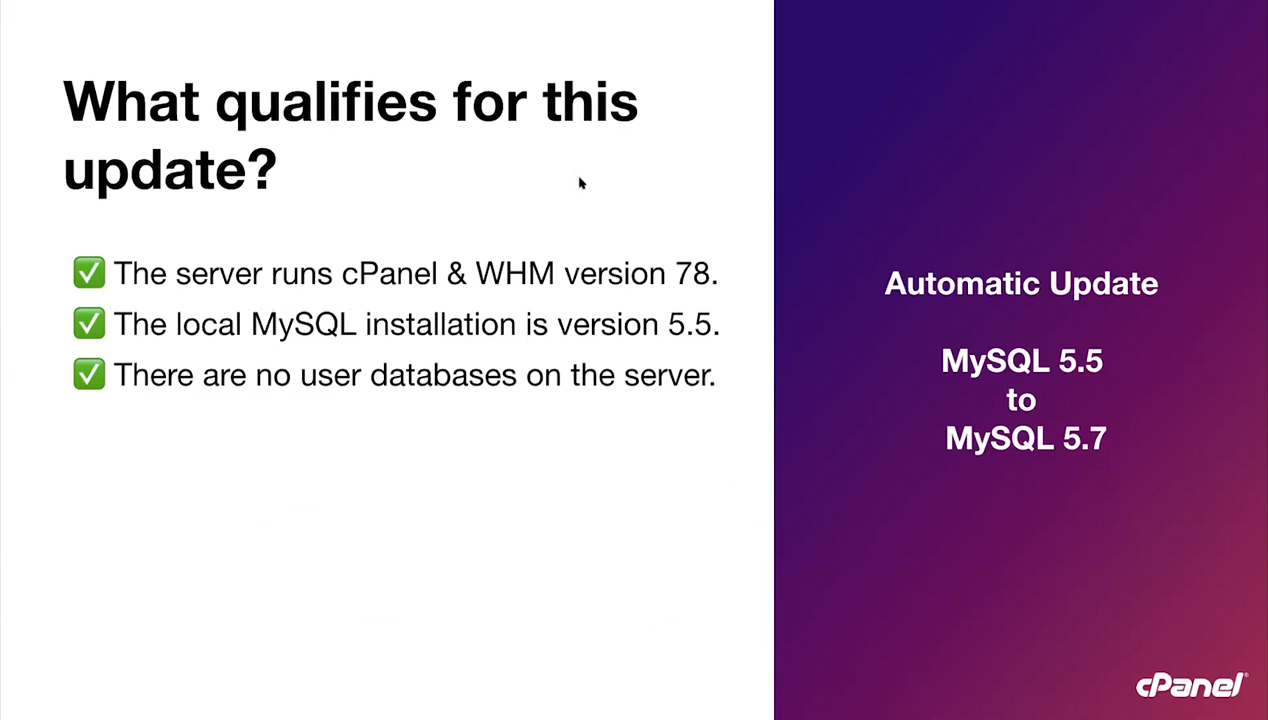 What qualifies for this
update?
✅ The server runs cPanel & WHM version 78.
✅ The local MySQL installation is version 5.5.
✅ There are no user databases on the server.
Automatic Update
MySQL 5.5
to
MySQL 5.7
cPanel®